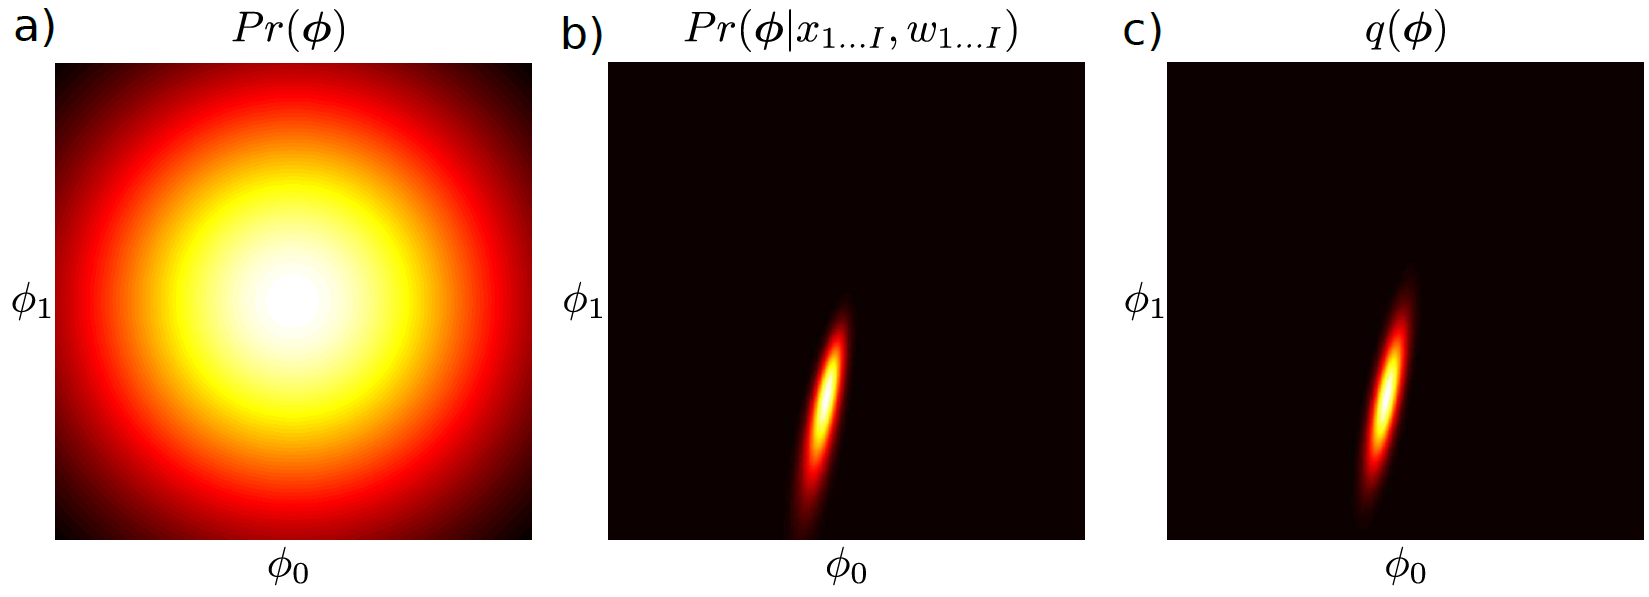 a) Pr(ϕ)
b) Pr(ϕ|x₁...I, w₁...I)
c) q(ϕ)
ϕ₁
ϕ₁
ϕ₁
ϕ₀
ϕ₀
ϕ₀